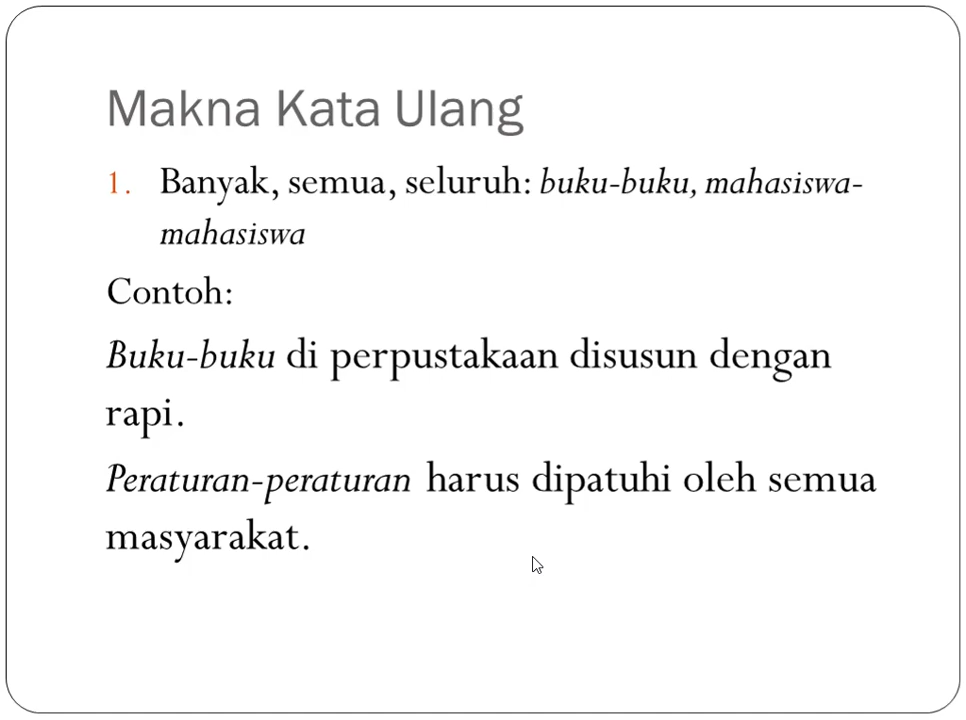 Makna Kata Ulang
1. Banyak, semua, seluruh: buku-buku, mahasiswa-
mahasiswa
Contoh:
Buku-buku di perpustakaan disusun dengan
rapi.
Peraturan-peraturan harus dipatuhi oleh semua
masyarakat.